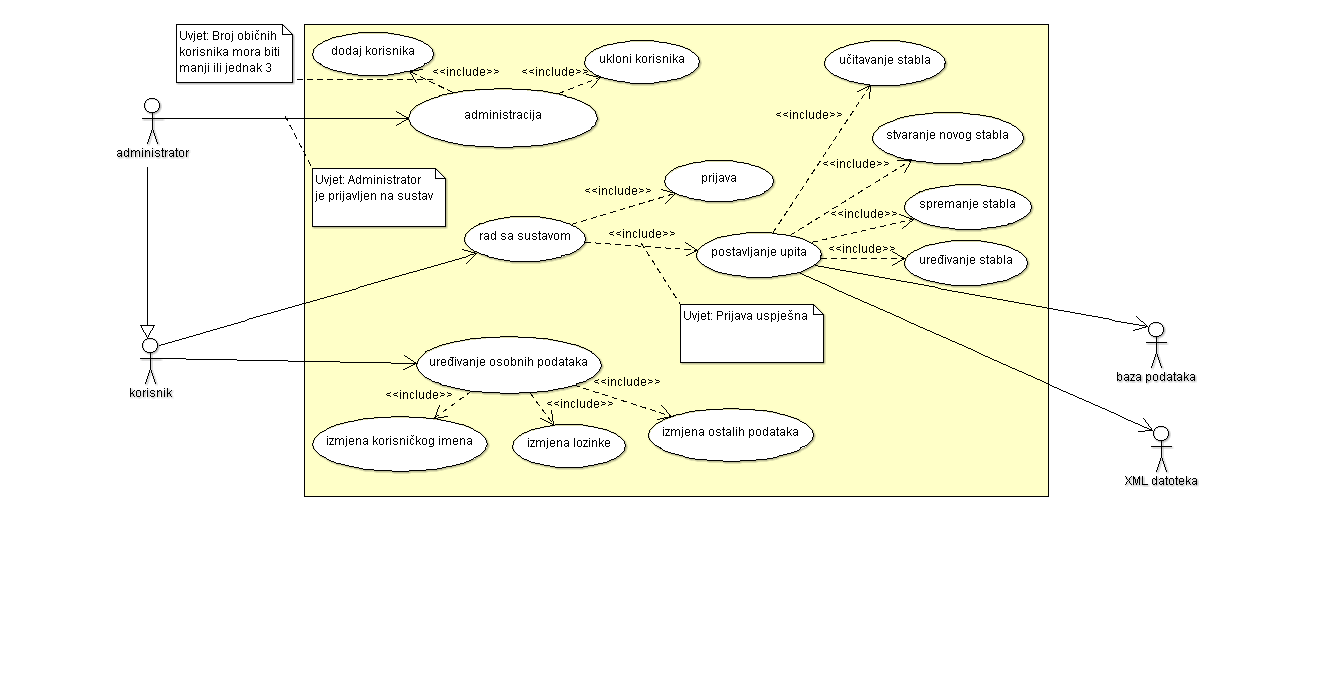 Uvjet: Broj običnih
korisnika mora biti
manji ili jednak 3
dodaj korisnika
ukloni korisnika
učitavanje stabla
<<include>>
<<include>>
administracija
<<include>>
administrator
stvaranje novog stabla
<<include>>
Uvjet: Administrator
je prijavljen na sustav
prijava
<<include>>
spremanje stabla
<<include>>
rad sa sustavom
<<include>>
postavljanje upita
<<include>>
uređivanje stabla
Uvjet: Prijava uspješna
korisnik
baza podataka
uređivanje osobnih podataka
<<include>>
<<include>>
<<include>>
izmjena korisničkog imena
izmjena lozinke
izmjena ostalih podataka
XML datoteka